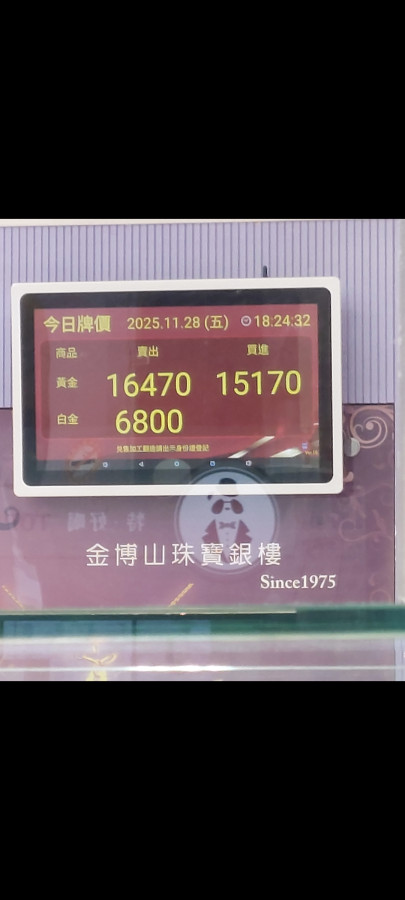 今日牌價 2025.11.28 (五) 18:24:32
商品 賣出 買進
黃金 16470 15170
白金 6800
金博山珠寶銀樓
Since1975